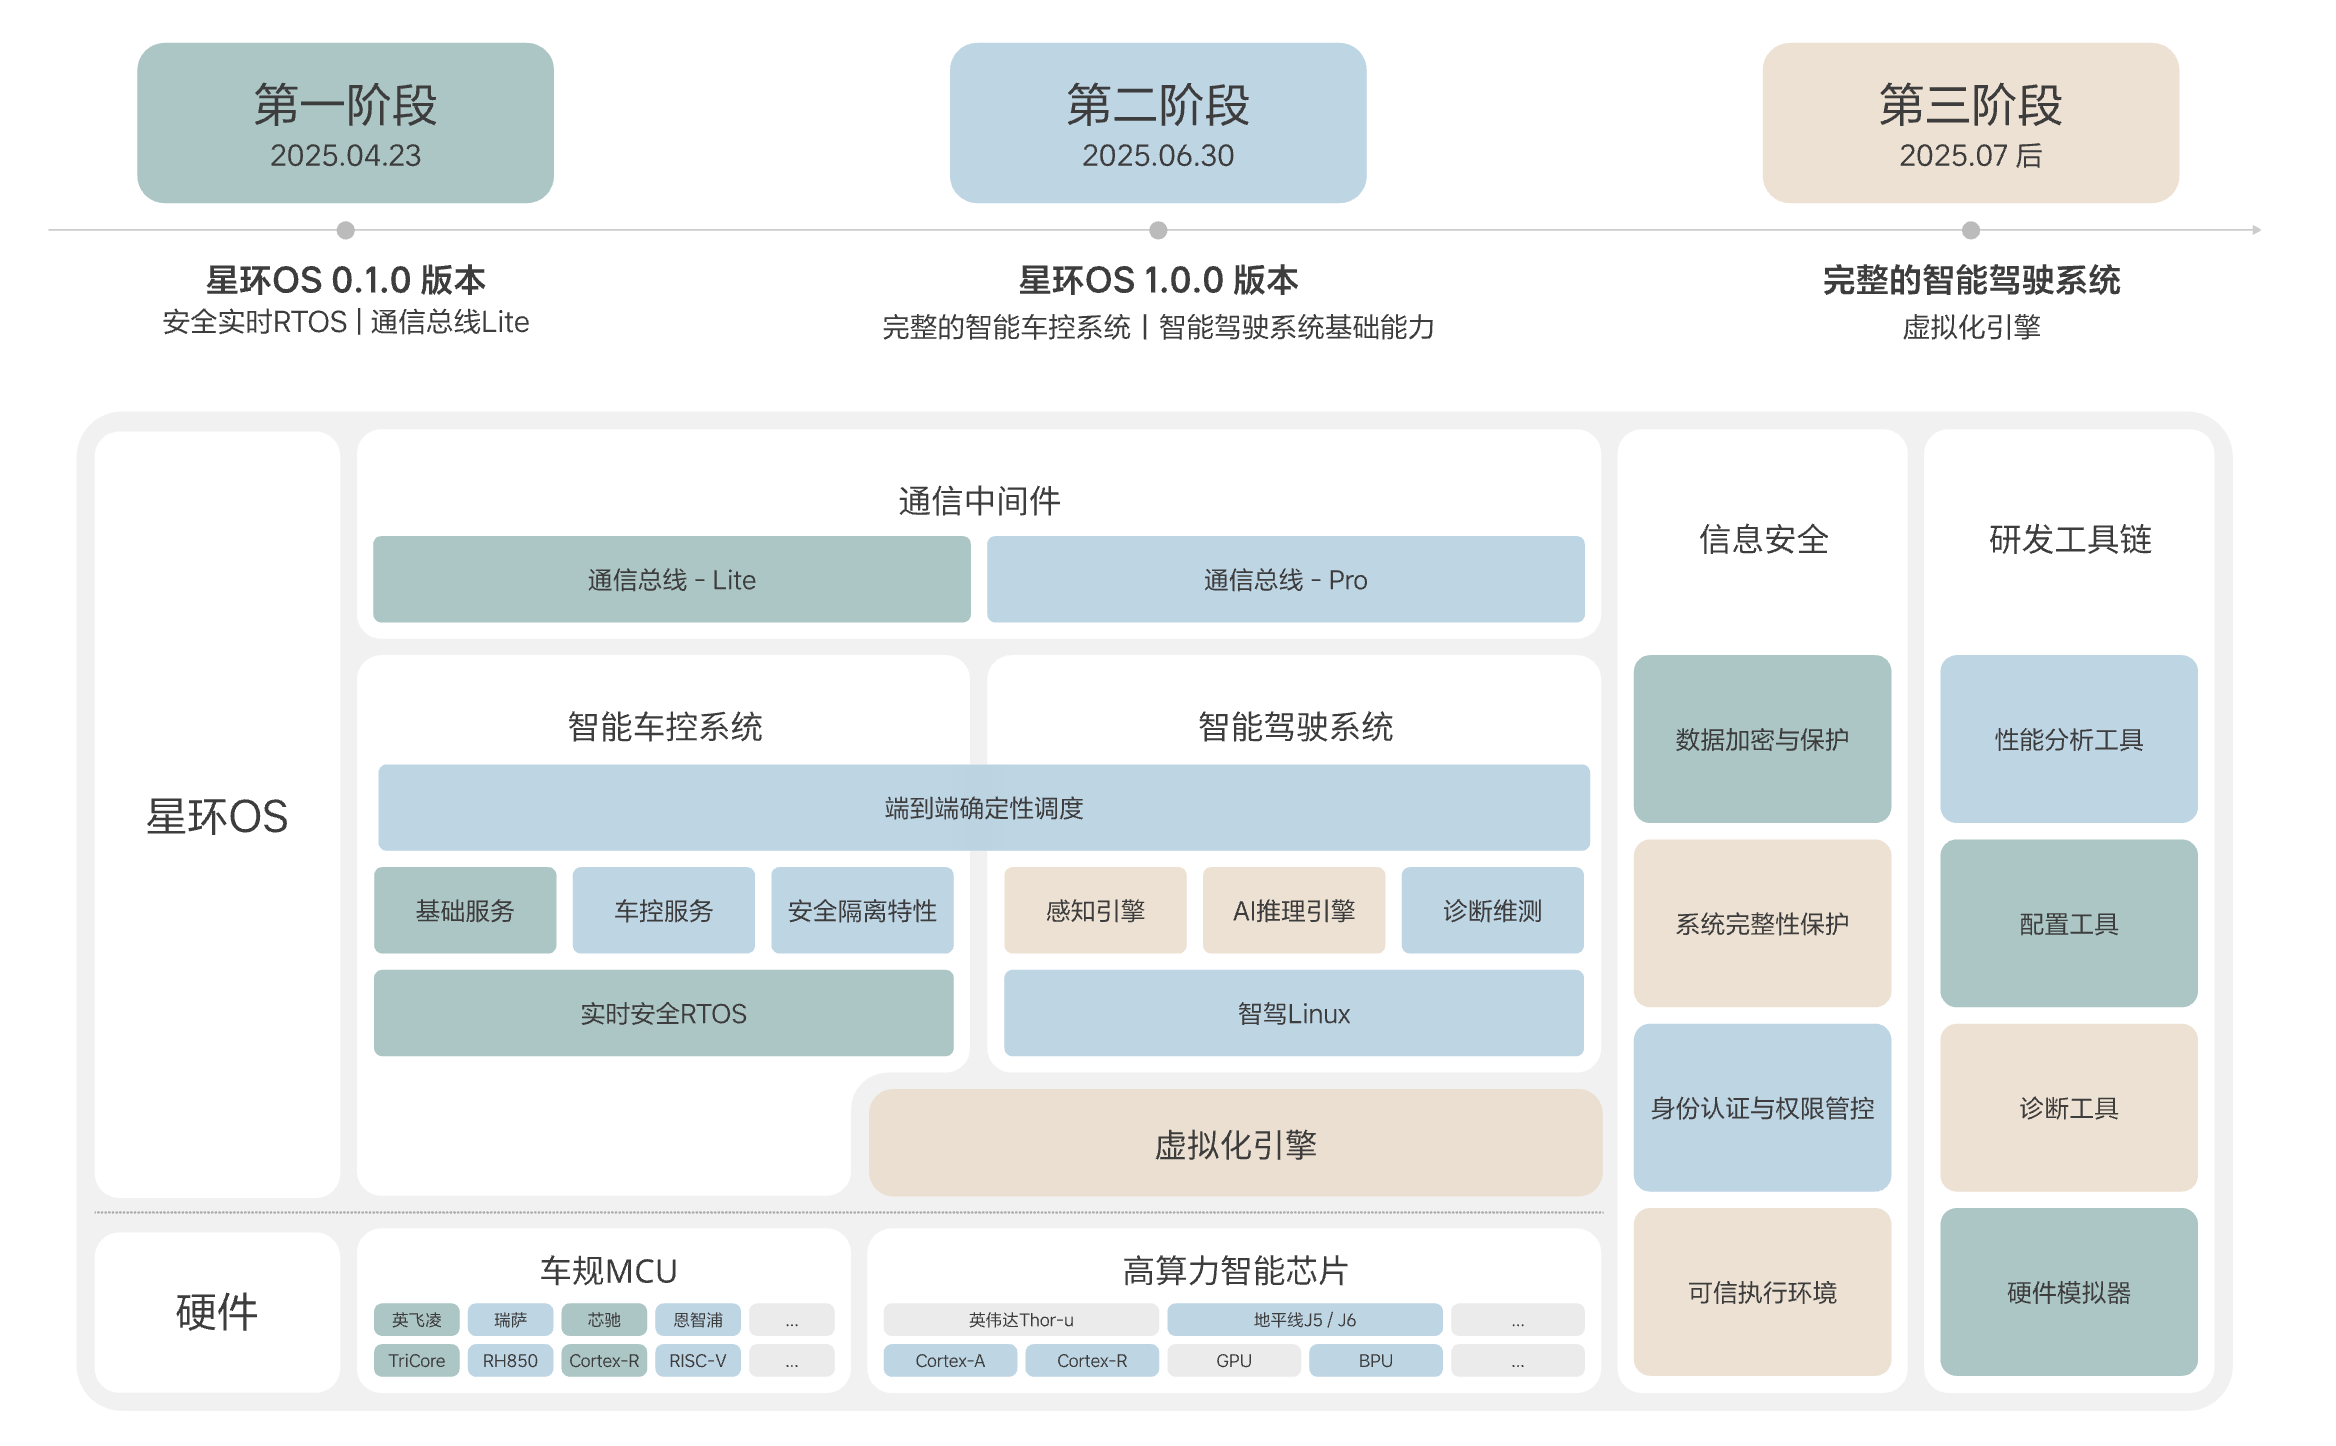 第一阶段
2025.04.23
第二阶段
2025.06.30
第三阶段
2025.07 后
星环OS 0.1.0 版本
安全实时RTOS | 通信总线Lite
星环OS 1.0.0 版本
完整的智能车控系统 | 智能驾驶系统基础能力
完整的智能驾驶系统
虚拟化引擎
星环OS
通信中间件
通信总线 - Lite
通信总线 - Pro
智能车控系统
智能驾驶系统
端到端确定性调度
基础服务
车控服务
安全隔离特性
感知引擎
AI推理引擎
诊断维测
实时安全RTOS
智驾Linux
虚拟化引擎
信息安全
数据加密与保护
系统完整性保护
身份认证与权限管控
可信执行环境
研发工具链
性能分析工具
配置工具
诊断工具
硬件模拟器
硬件
车规MCU
英飞凌
瑞萨
芯驰
恩智浦
...
TriCore
RH850
Cortex-R
RISC-V
...
高算力智能芯片
英伟达Thor-u
地平线J5 / J6
...
Cortex-A
Cortex-R
GPU
BPU
...